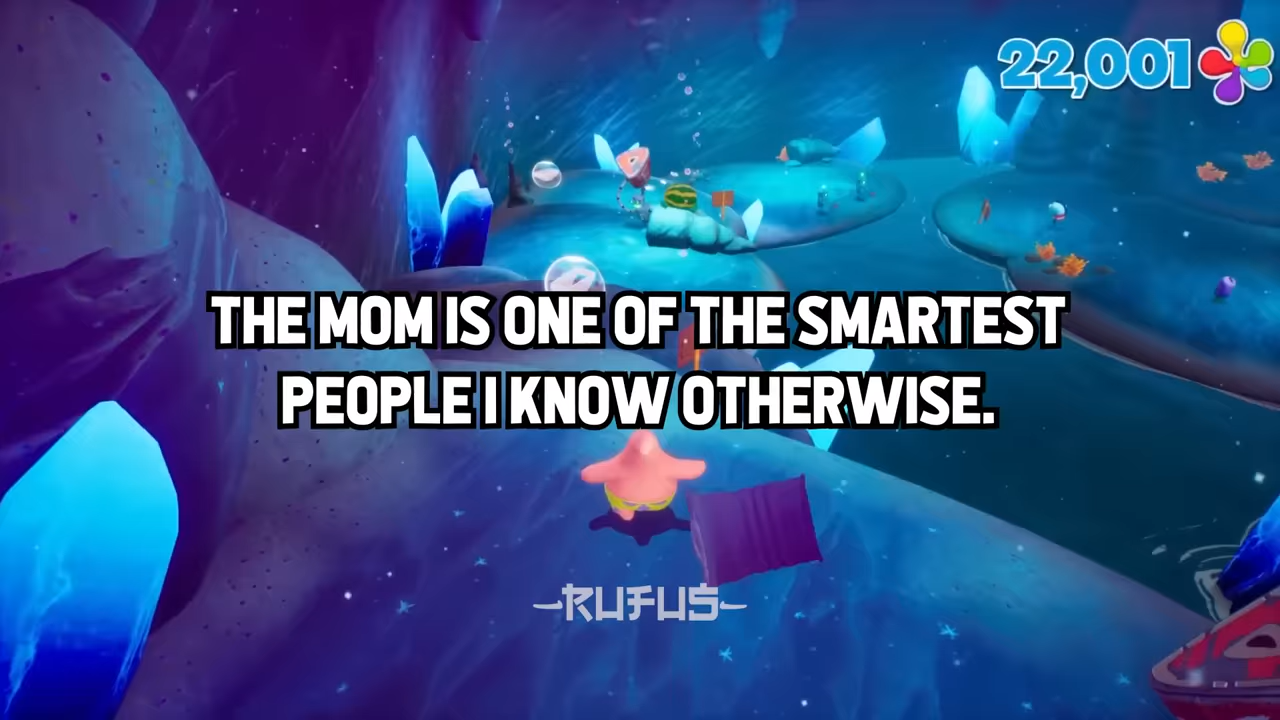 22,001
THE MOM IS ONE OF THE SMARTEST
PEOPLE I KNOW OTHERWISE.
RUFUS